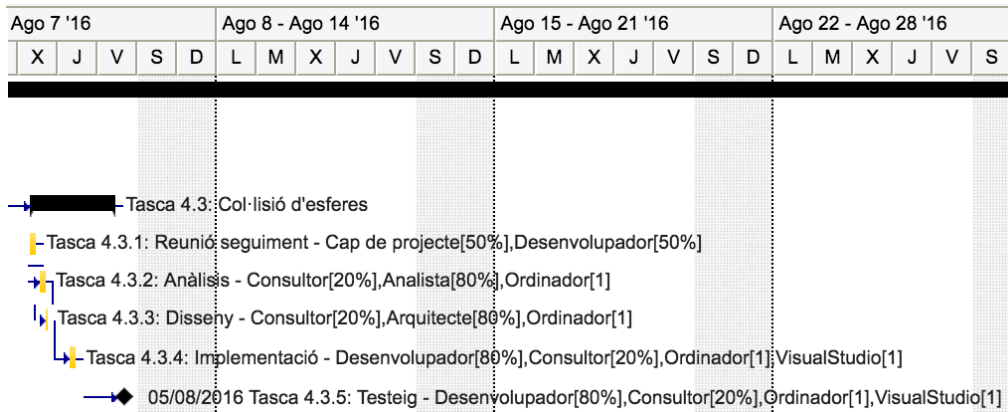 Ago 7 '16 Ago 8 - Ago 14 '16 Ago 15 - Ago 21 '16 Ago 22 - Ago 28 '16
X J V S D L M X J V S D L M X J V S D L M X J V S
Tasca 4.3: Col·lisió d'esferes
Tasca 4.3.1: Reunió seguiment - Cap de projecte[50%],Desenvolupador[50%]
Tasca 4.3.2: Anàlisis - Consultor[20%],Analista[80%],Ordinador[1]
Tasca 4.3.3: Disseny - Consultor[20%],Arquitecte[80%],Ordinador[1]
Tasca 4.3.4: Implementació - Desenvolupador[80%],Consultor[20%],Ordinador[1],VisualStudio[1]
05/08/2016 Tasca 4.3.5: Testeig - Desenvolupador[80%],Consultor[20%],Ordinador[1],VisualStudio[1]